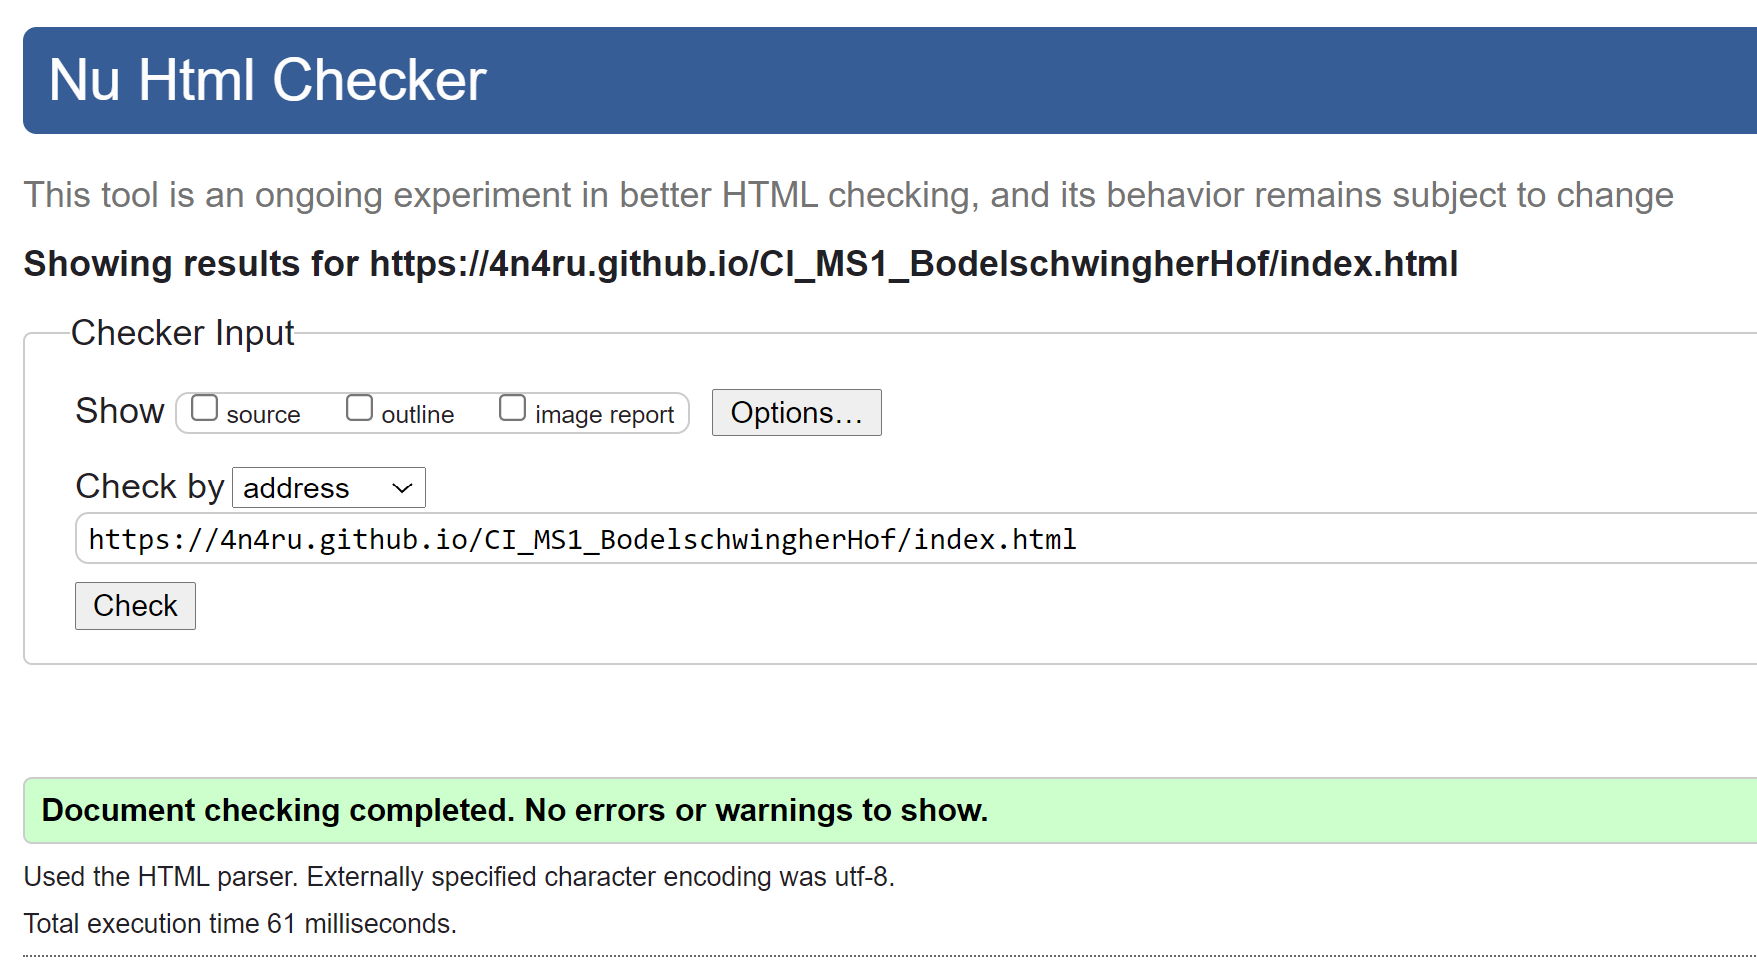 Nu Html Checker
This tool is an ongoing experiment in better HTML checking, and its behavior remains subject to change
Showing results for https://4n4ru.github.io/CI_MS1_BodelschwingherHof/index.html
Checker Input
Show source outline image report Options...
Check by address
https://4n4ru.github.io/CI_MS1_BodelschwingherHof/index.html
Check
Document checking completed. No errors or warnings to show.
Used the HTML parser. Externally specified character encoding was utf-8.
Total execution time 61 milliseconds.